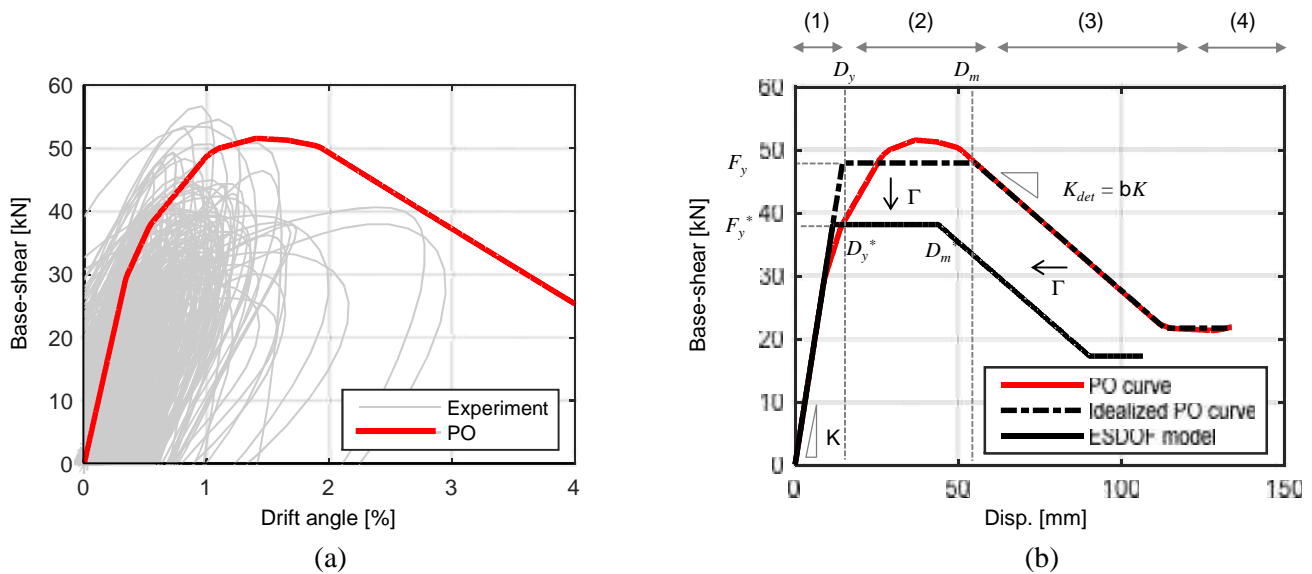 60
50
40
30
20
10
0
0
1
2
3
4
Base-shear [kN]
Drift angle [%]
Experiment
PO
(a)
(1) (2) (3) (4)
D_y D_m
60
50
40
30
20
10
0
F_y
F_y*
Γ
K_det = bK
D_y* D_m*
Γ
K
PO curve
Idealized PO curve
ESDOF model
0 50 100 150
Base-shear [kN]
Disp. [mm]
(b)